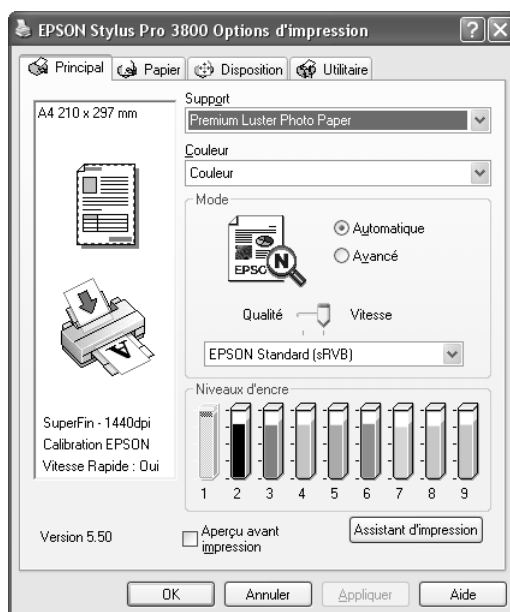 EPSON Stylus Pro 3800 Options d'impression
Principal
Papier
Disposition
Utilitaire
A4 210 x 297 mm
Support
Premium Luster Photo Paper
Couleur
Couleur
Mode
Automatique
Avancé
EPSO
N
Qualité
Vitesse
EPSON Standard (sRVB)
Niveaux d'encre
1 2 3 4 5 6 7 8 9
A
SuperFin - 1440dpi
Calibration EPSON
Vitesse Rapide : Oui
Version 5.50
Aperçu avant
impression
Assistant d'impression
OK
Annuler
Appliquer
Aide